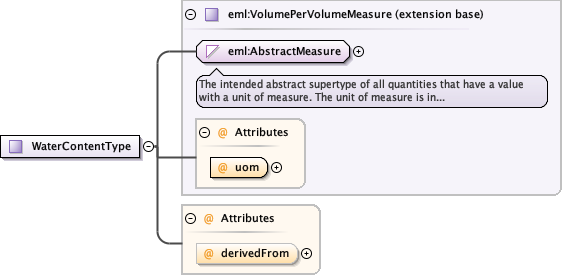 eml:VolumePerVolumeMeasure (extension base)
eml:AbstractMeasure
The intended abstract supertype of all quantities that have a value
with a unit of measure. The unit of measure is in...
@ Attributes
@ uom
WaterContentType
@ Attributes
@ derivedFrom